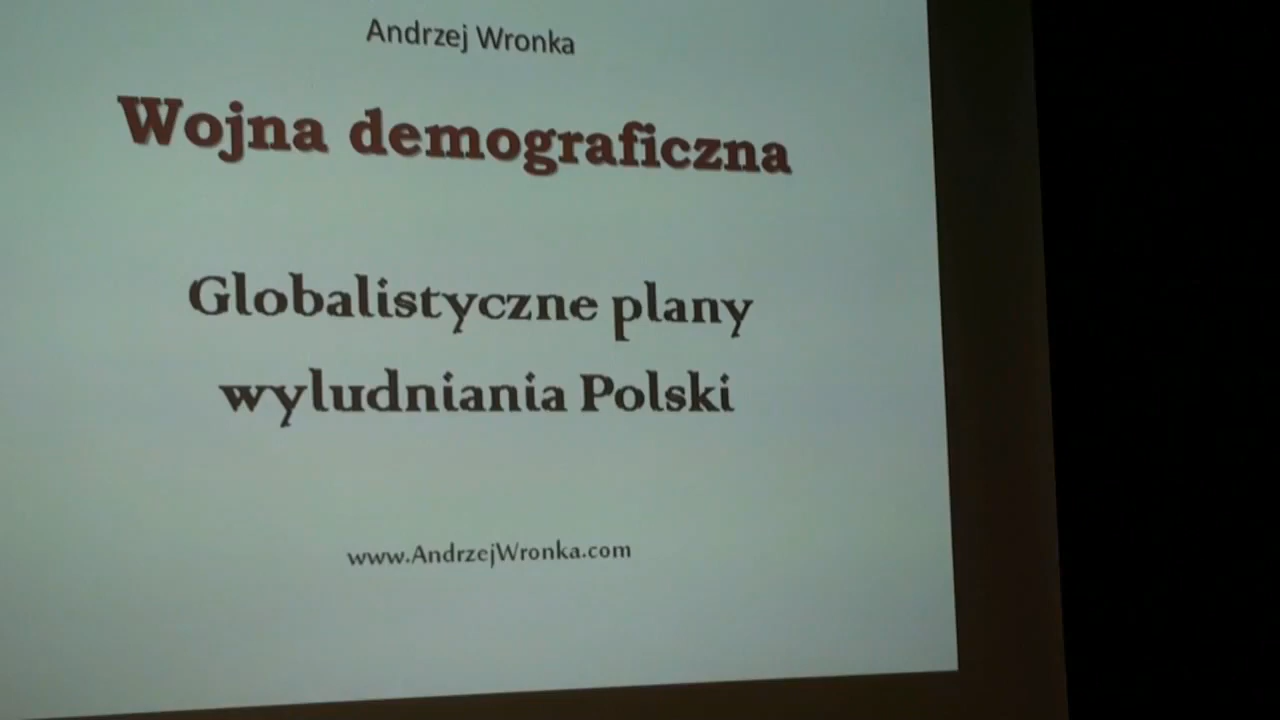 Andrzej Wronka
Wojna demograficzna
Globalistyczne plany
wyludniania Polski
www.AndrzejWronka.com